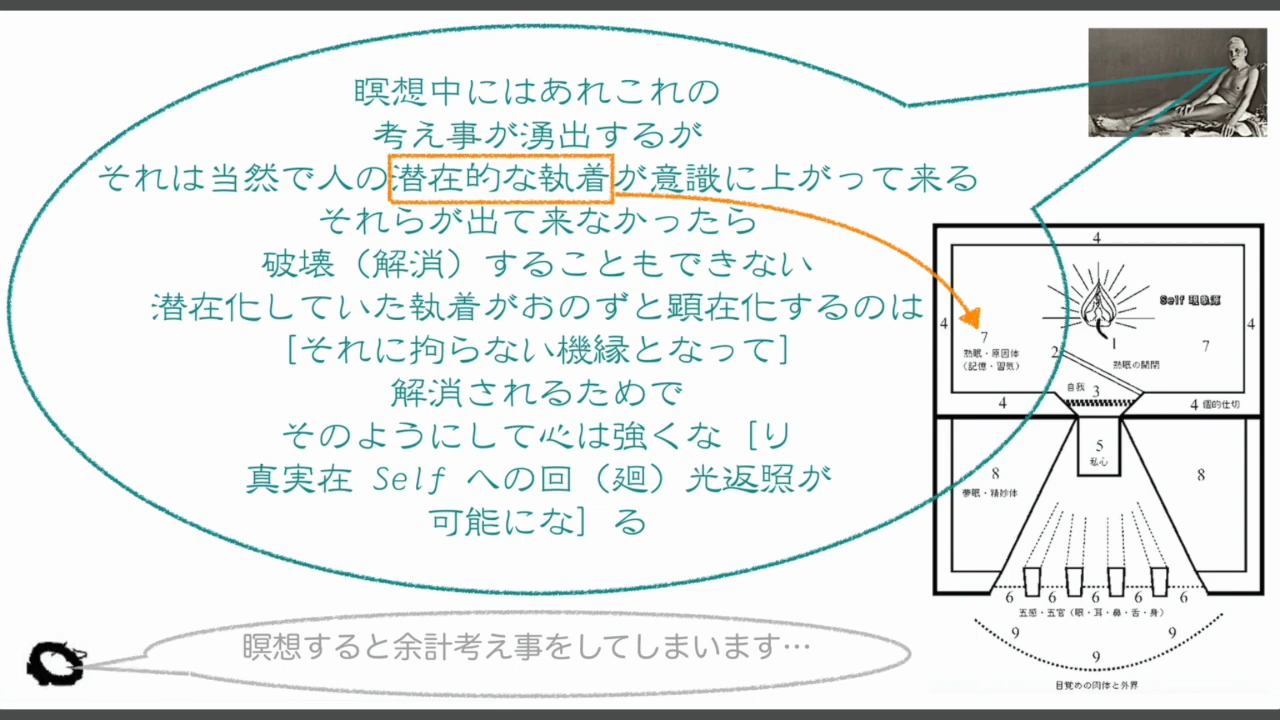 瞑想中にはあれこれの
考え事が湧出するが
それは当然で人の潜在的な執着が意識に上がって来る
それらが出て来なかったら
破壊（解消）することもできない
潜在化していた執着がおのずと顕在化するのは
[それに拘らない機縁となって]
解消されるためで
そのようにして心は強くな［り
真実在 Self への回（廻）光返照が
可能にな］る
瞑想すると余計考え事をしてしまいます…
4
Self 現象源
4
4
1
7
熟眠・原因体
（記憶・習気）
2
7
熟眠の開閉
自我
3
4
4 個的仕切
5
私心
8
夢眠・精妙体
8
6 6 6 6 6
五感・五官（眼・耳・鼻・舌・身）
9
9
9
目覚めの肉体と外界